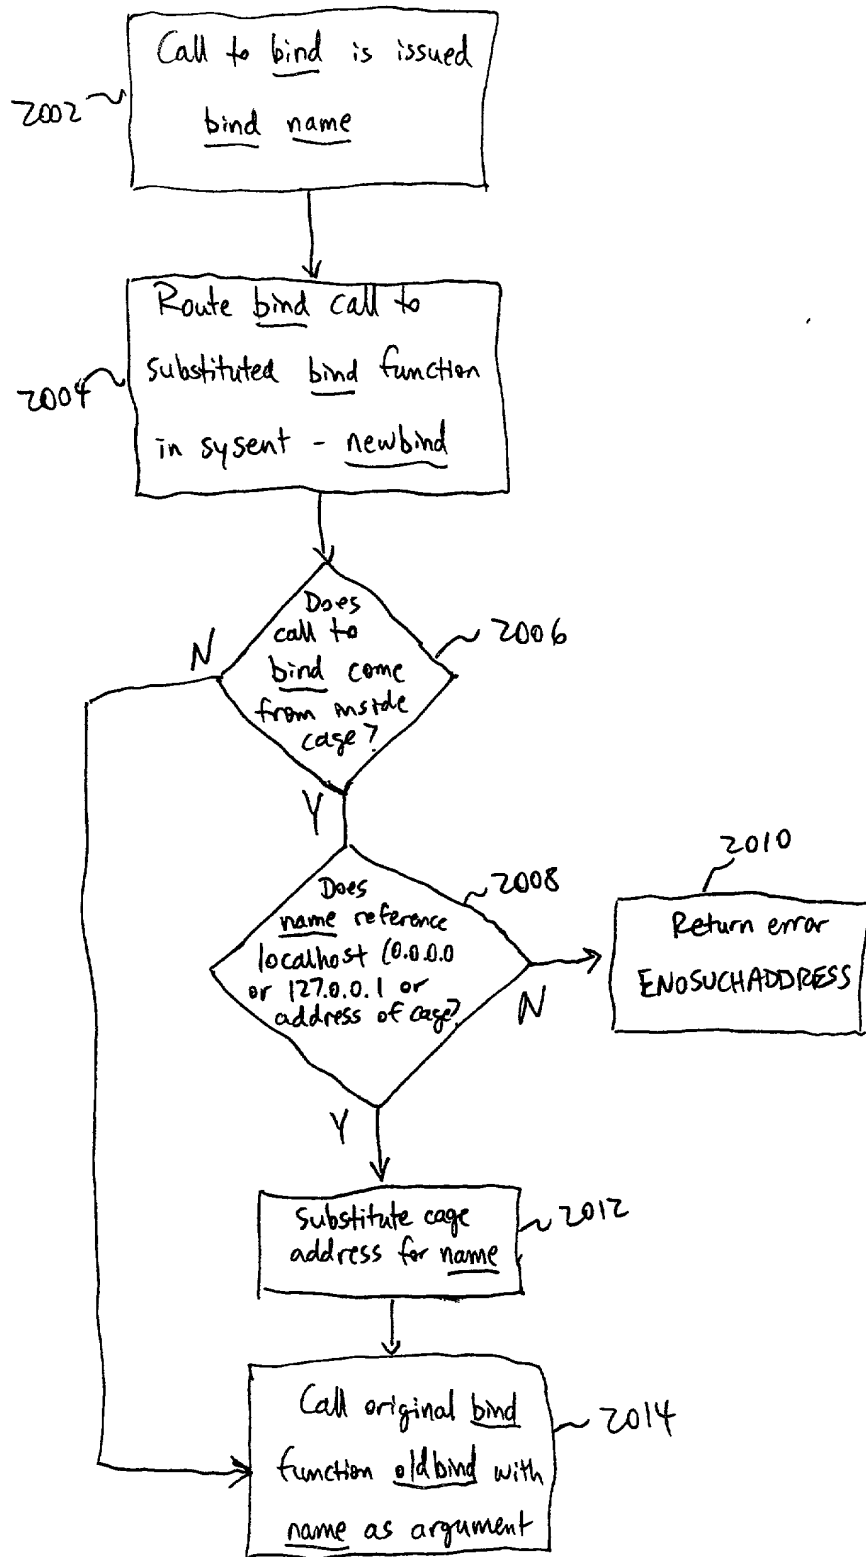 Call to bind is issued
bind name
2002
Route bind call to
substituted bind function
in sysent - newbind
2004
Does
call to
bind come
from inside
cage?
2006
N
Y
Does
name reference
localhost (0.0.0.0
or 127.0.0.1 or
address of cage?
2008
N
2010
Return error
ENOSUCHADDRESS
Y
Substitute cage
address for name
2012
Call original bind
function oldbind with
name as argument
2014